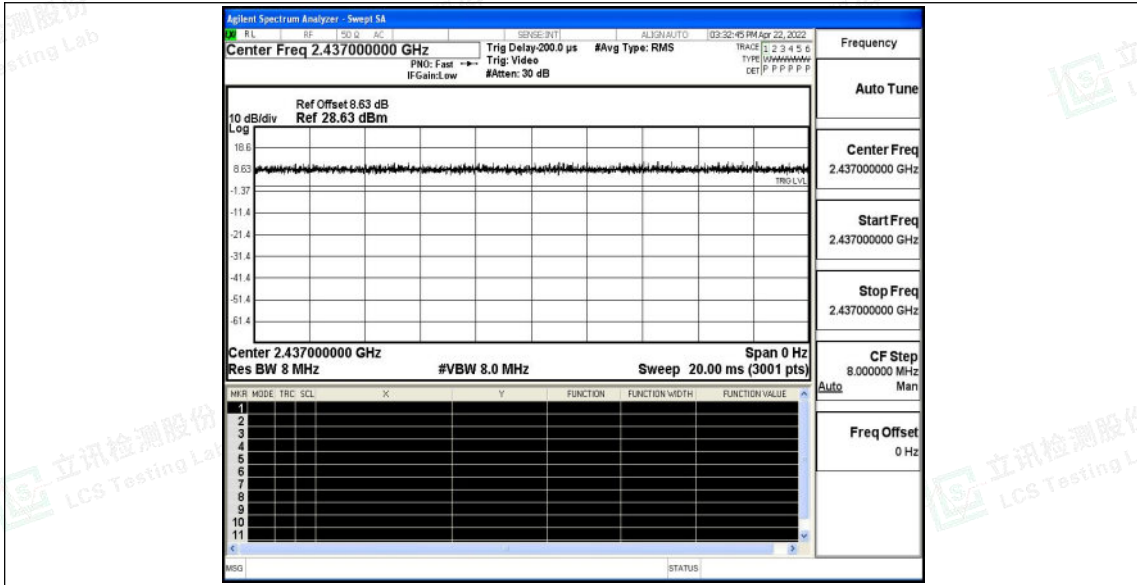 Agilent Spectrum Analyzer - Swept SA
RL RF 50 Ω AC SENSE:INT ALIGNAUTO 03:32:45 PM Apr 22, 2022
Center Freq 2.437000000 GHz
PNO: Fast
IFGain:Low
Trig Delay-200.0 µs
Trig: Video
#Atten: 30 dB
#Avg Type: RMS
TRACE 1 2 3 4 5 6
TYPE WWWWWW
DET P P P P P P
Ref Offset 8.63 dB
10 dB/div Ref 28.63 dBm
Log
18.6
8.63
TRIG LVL
-1.37
-11.4
-21.4
-31.4
-41.4
-51.4
-61.4
Center 2.437000000 GHz Span 0 Hz
Res BW 8 MHz #VBW 8.0 MHz Sweep 20.00 ms (3001 pts)
MKR MODE TRC SCL X Y FUNCTION FUNCTION WIDTH FUNCTION VALUE
1
2
3
4
5
6
7
8
9
10
11
MSG STATUS
Frequency
Auto Tune
Center Freq
2.437000000 GHz
Start Freq
2.437000000 GHz
Stop Freq
2.437000000 GHz
CF Step
8.000000 MHz
Auto Man
Freq Offset
0 Hz
测股份
sting Lab
立讯检测股份
LCS Testing Lab
立
立讯检测股份
LCS Testing L